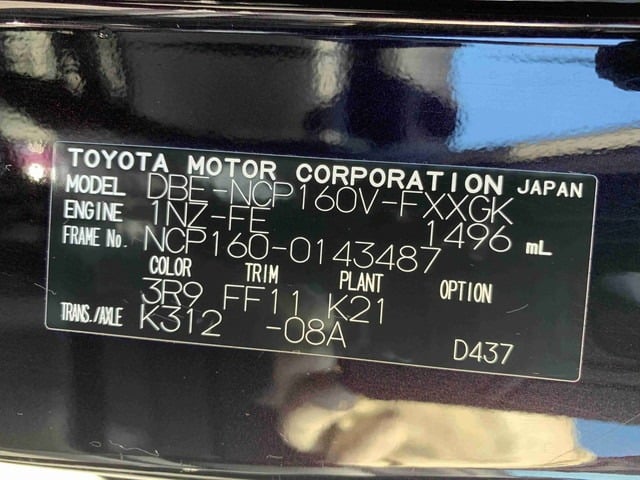 TOYOTA MOTOR CORPORATION JAPAN
MODEL DBE-NCP160V-FXXGK
ENGINE 1NZ-FE 1496 mL
FRAME No. NCP160-0143487
COLOR TRIM PLANT OPTION
3R9 FF11 K21
TRANS./AXLE K312 -08A
D437